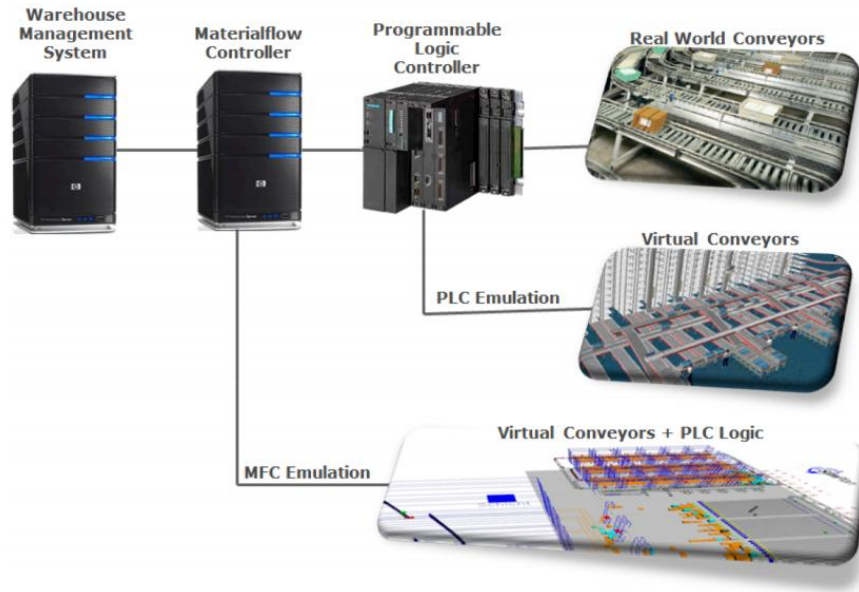 Warehouse
Management
System
Materialflow
Controller
Programmable
Logic
Controller
Real World Conveyors
Virtual Conveyors
PLC Emulation
Virtual Conveyors + PLC Logic
MFC Emulation